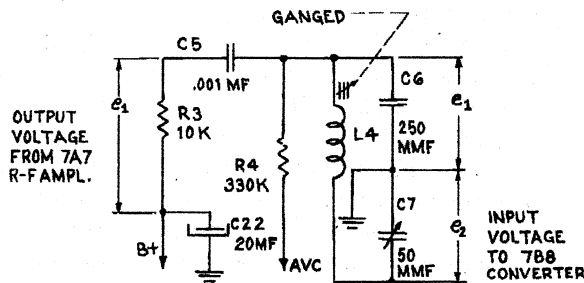 GANGED
C5
.001 MF
e1
R3
10K
OUTPUT
VOLTAGE
FROM 7A7
R-F AMPL.
R4
330K
L4
C6
250
MMF
e1
C22
20MF
B+
AVC
C7
50
MMF
e2
INPUT
VOLTAGE
TO 7B8
CONVERTER